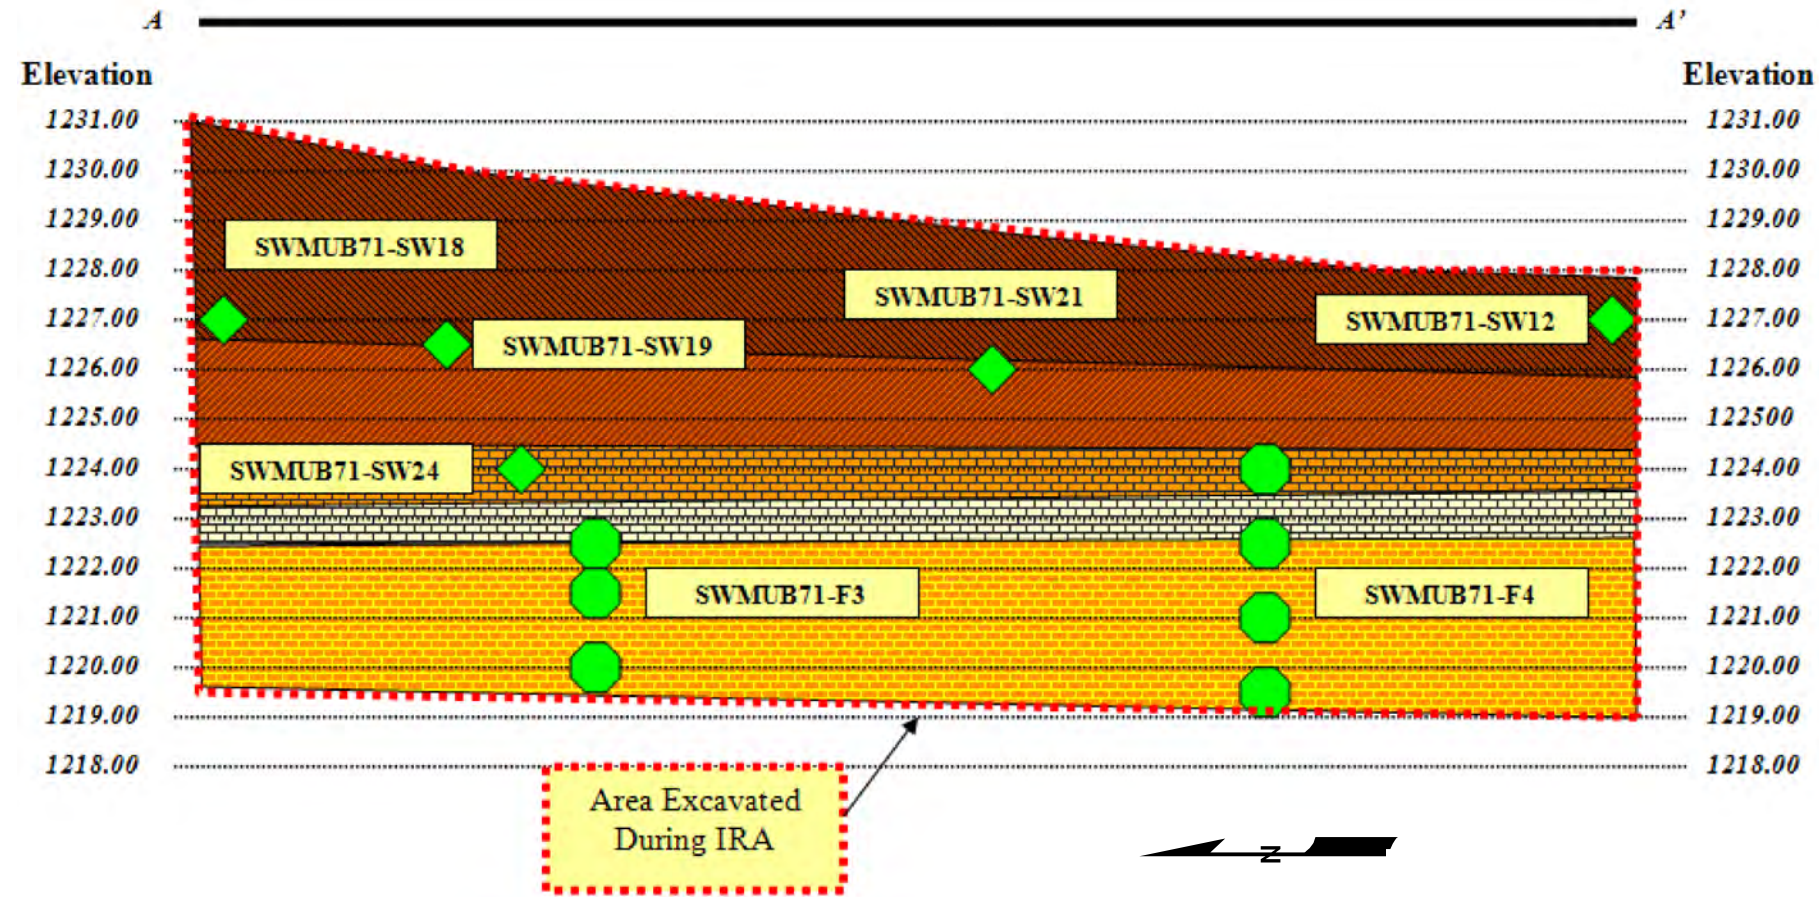 A A’
Elevation Elevation
1231.00 1231.00
1230.00 1230.00
1229.00 1229.00
SWMUB71-SW18
1228.00 1228.00
SWMUB71-SW21
1227.00 SWMUB71-SW12 1227.00
SWMUB71-SW19
1226.00 1226.00
1225.00 122500
1224.00 SWMUB71-SW24 1224.00
1223.00 1223.00
1222.00 1222.00
SWMUB71-F3 SWMUB71-F4
1221.00 1221.00
1220.00 1220.00
1219.00 1219.00
1218.00 1218.00
Area Excavated
During IRA
N